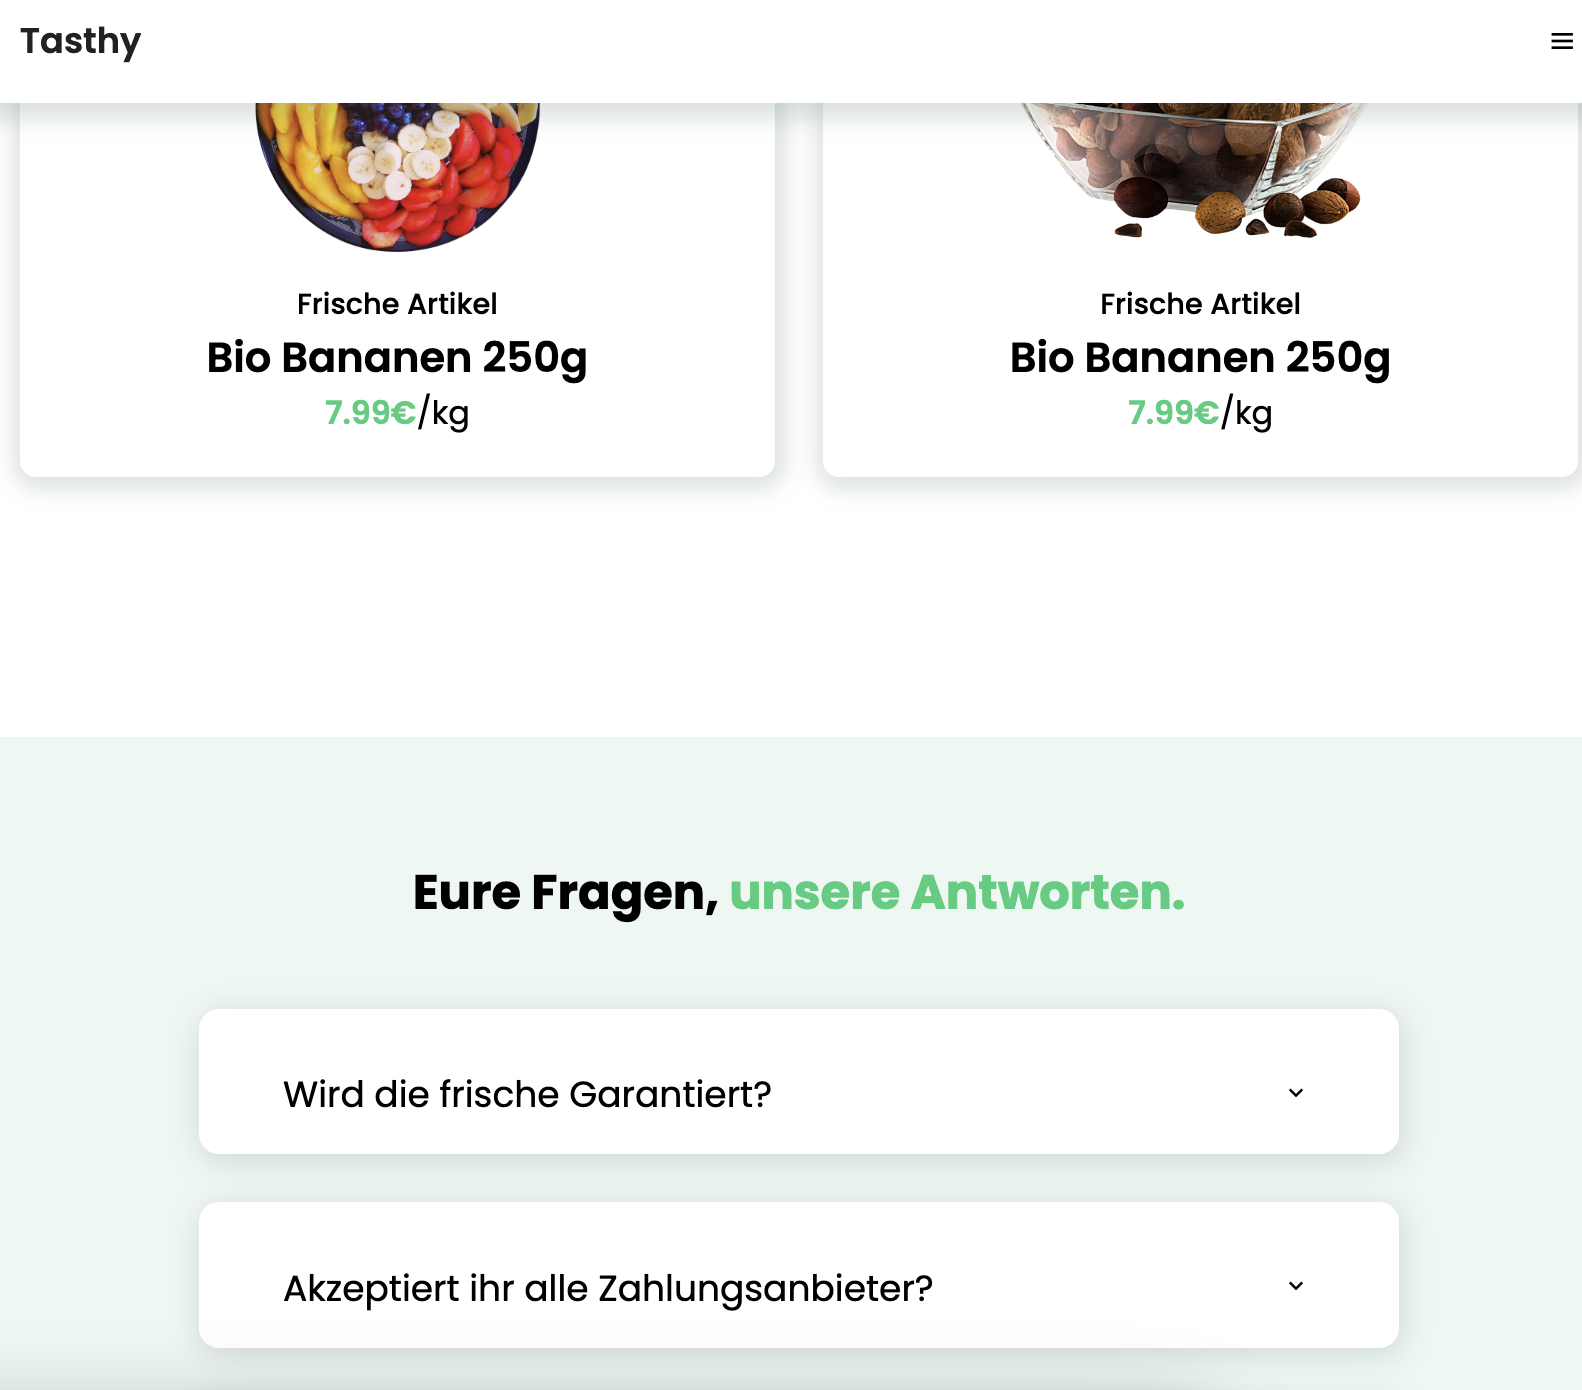 Tasthy
Frische Artikel
Bio Bananen 250g
7.99€/kg
Frische Artikel
Bio Bananen 250g
7.99€/kg
Eure Fragen, unsere Antworten.
Wird die frische Garantiert?
Akzeptiert ihr alle Zahlungsanbieter?